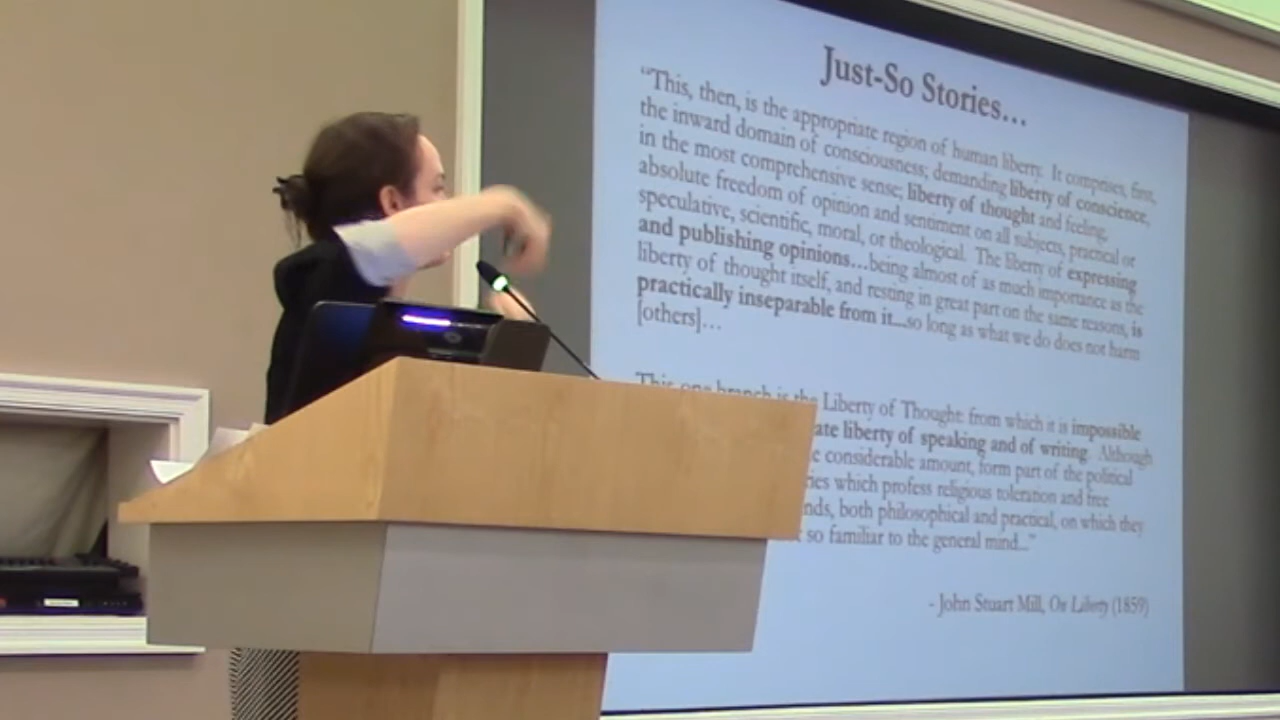 Just-So Stories...
“This, then, is the appropriate region of human liberty. It comprises, first,
the inward domain of consciousness; demanding liberty of conscience,
in the most comprehensive sense; liberty of thought and feeling,
absolute freedom of opinion and sentiment on all subjects, practical or
speculative, scientific, moral, or theological. The liberty of expressing
and publishing opinions...being almost of as much importance as the
liberty of thought itself, and resting in great part on the same reasons, is
practically inseparable from it...so long as what we do does not harm
[others]...
This one branch is the Liberty of Thought: from which it is impossible
liberty of speaking and of writing. Although
considerable amount, form part of the political
which profess religious toleration and free
both philosophical and practical, on which they
so familiar to the general mind...”
- John Stuart Mill, On Liberty (1859)